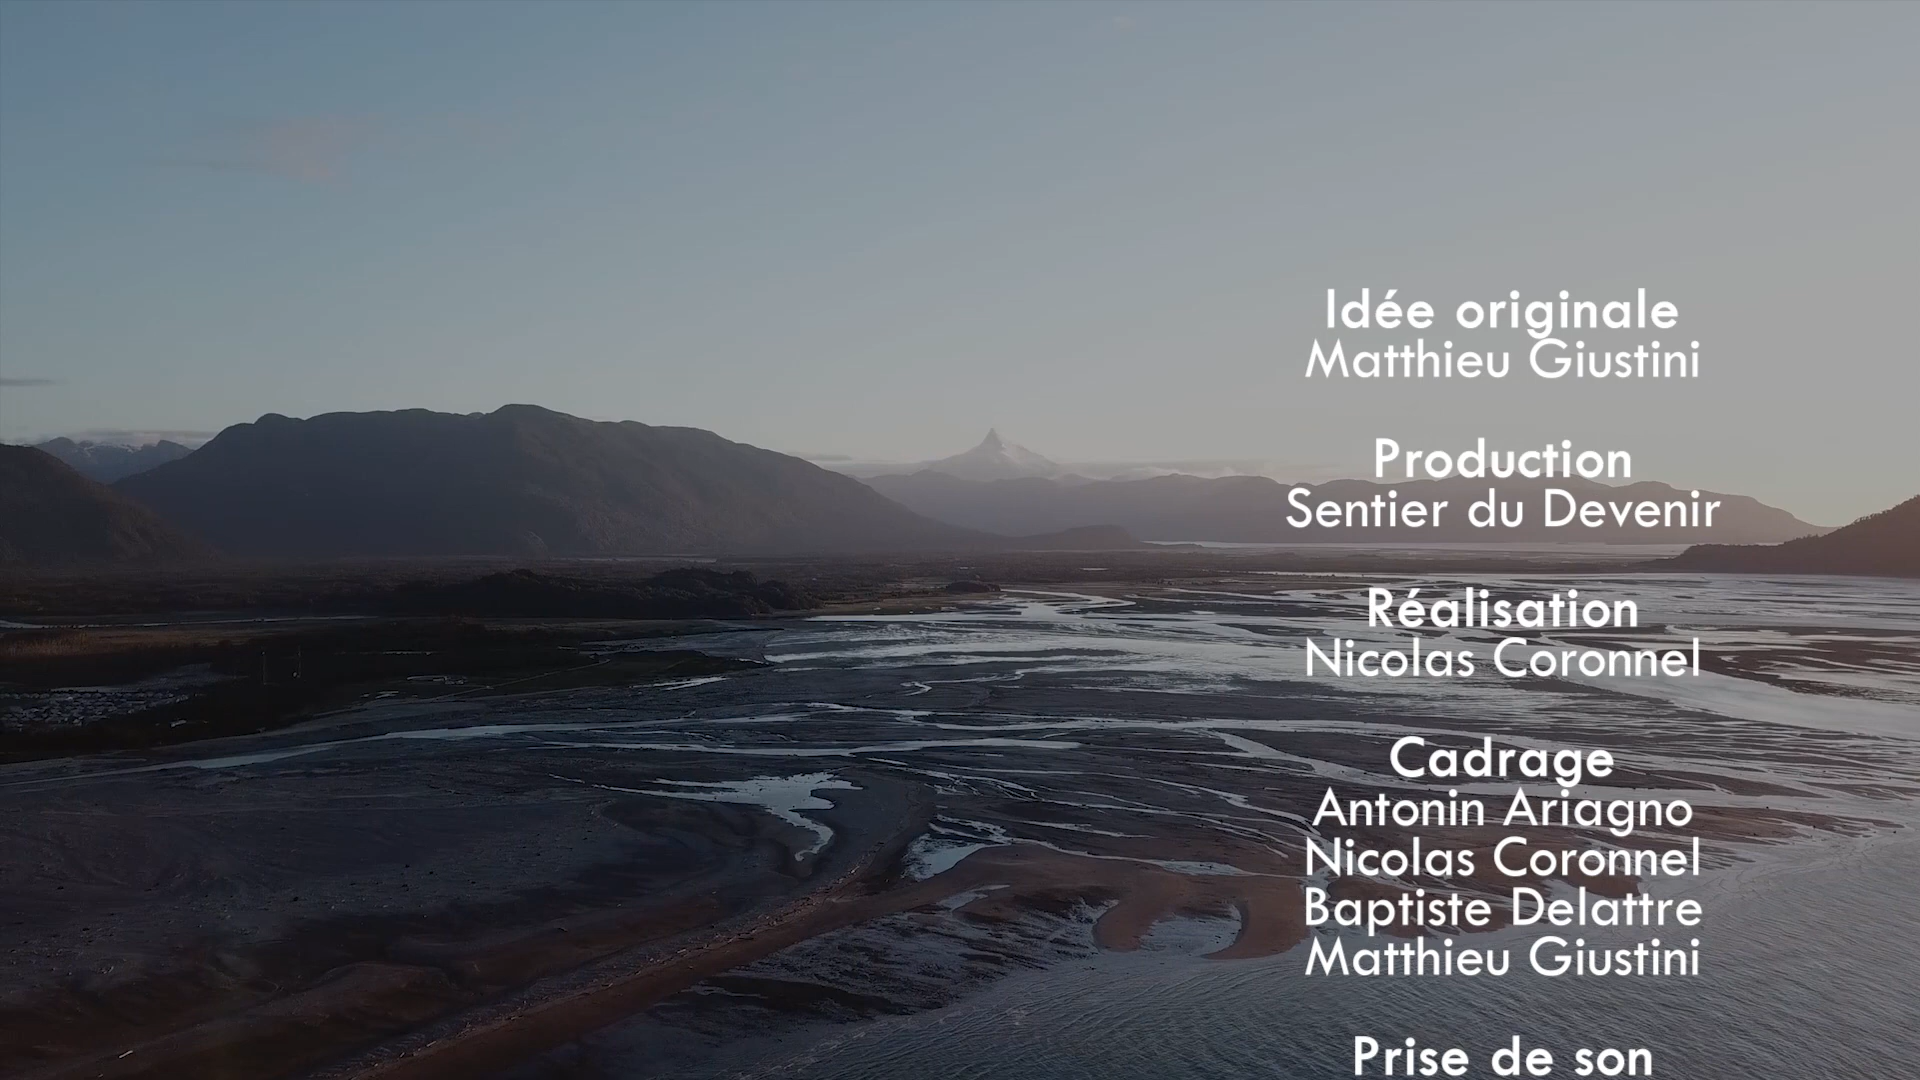 Idée originale
Matthieu Giustini
Production
Sentier du Devenir
Réalisation
Nicolas Coronnel
Cadrage
Antonin Ariagno
Nicolas Coronnel
Baptiste Delattre
Matthieu Giustini
Prise de son